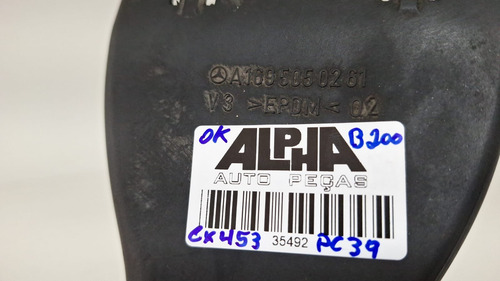 A1695050261
V3 >EPDM< 02
OK ALPHA B200
AUTO PEÇAS
CX453 35492 PC39